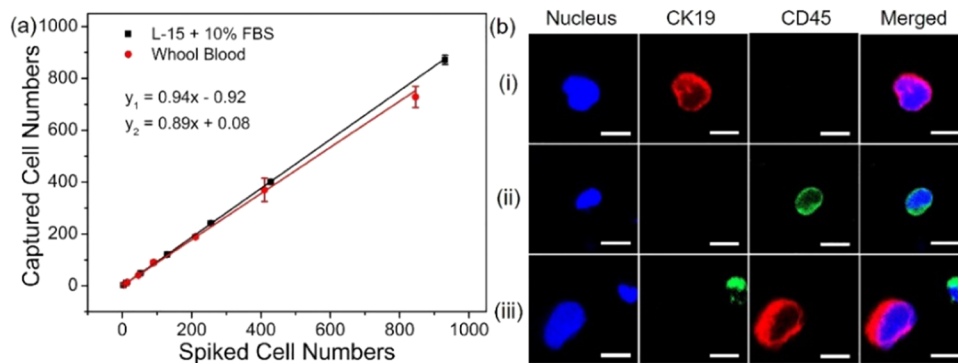 (a)
1000
800
600
400
200
0
L-15 + 10% FBS
Whool Blood
y1 = 0.94x - 0.92
y2 = 0.89x + 0.08
Captured Cell Numbers
0 200 400 600 800 1000
Spiked Cell Numbers
(b)
Nucleus CK19 CD45 Merged
(i)
(ii)
(iii)